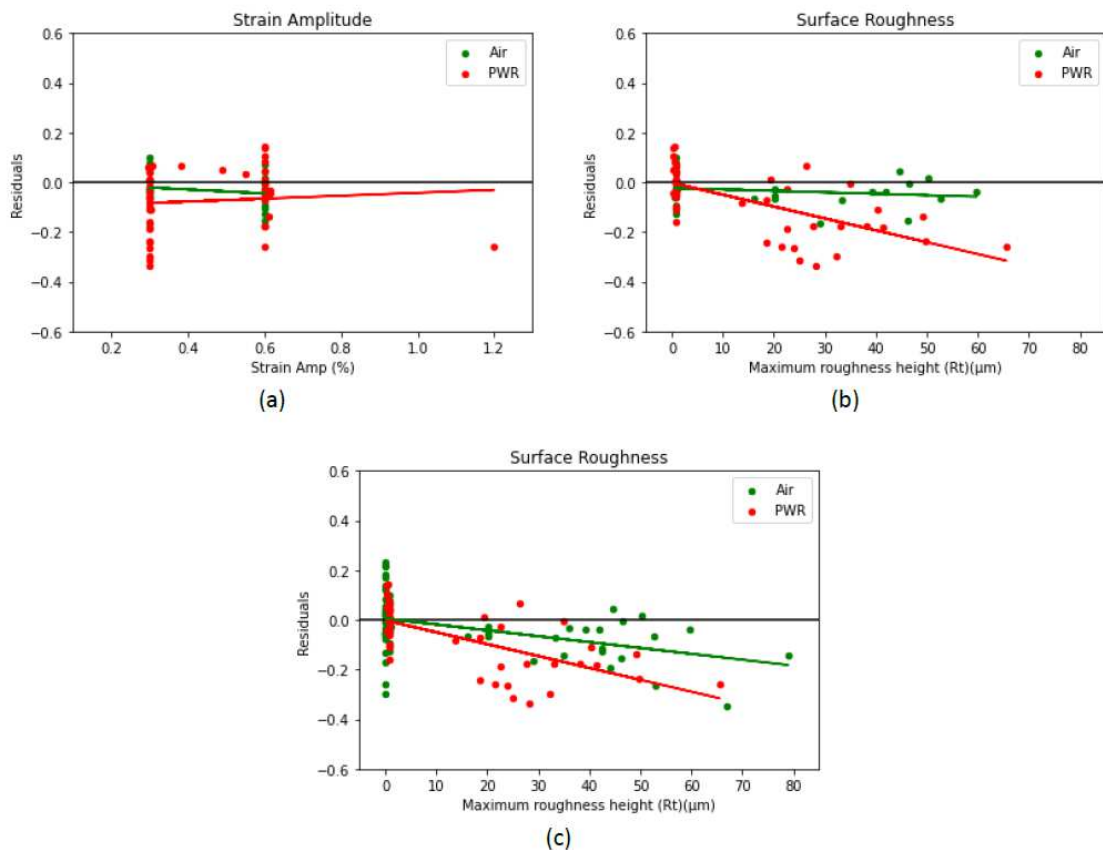 Strain Amplitude
0.6
0.4
0.2
0.0
−0.2
−0.4
−0.6
Residuals
Air
PWR
0.2
0.4
0.6
0.8
1.0
1.2
Strain Amp (%)
(a)
Surface Roughness
0.6
0.4
0.2
0.0
−0.2
−0.4
−0.6
Residuals
Air
PWR
0
10
20
30
40
50
60
70
80
Maximum roughness height (Rt)(μm)
(b)
Surface Roughness
0.6
0.4
0.2
0.0
−0.2
−0.4
−0.6
Residuals
Air
PWR
0
10
20
30
40
50
60
70
80
Maximum roughness height (Rt)(μm)
(c)